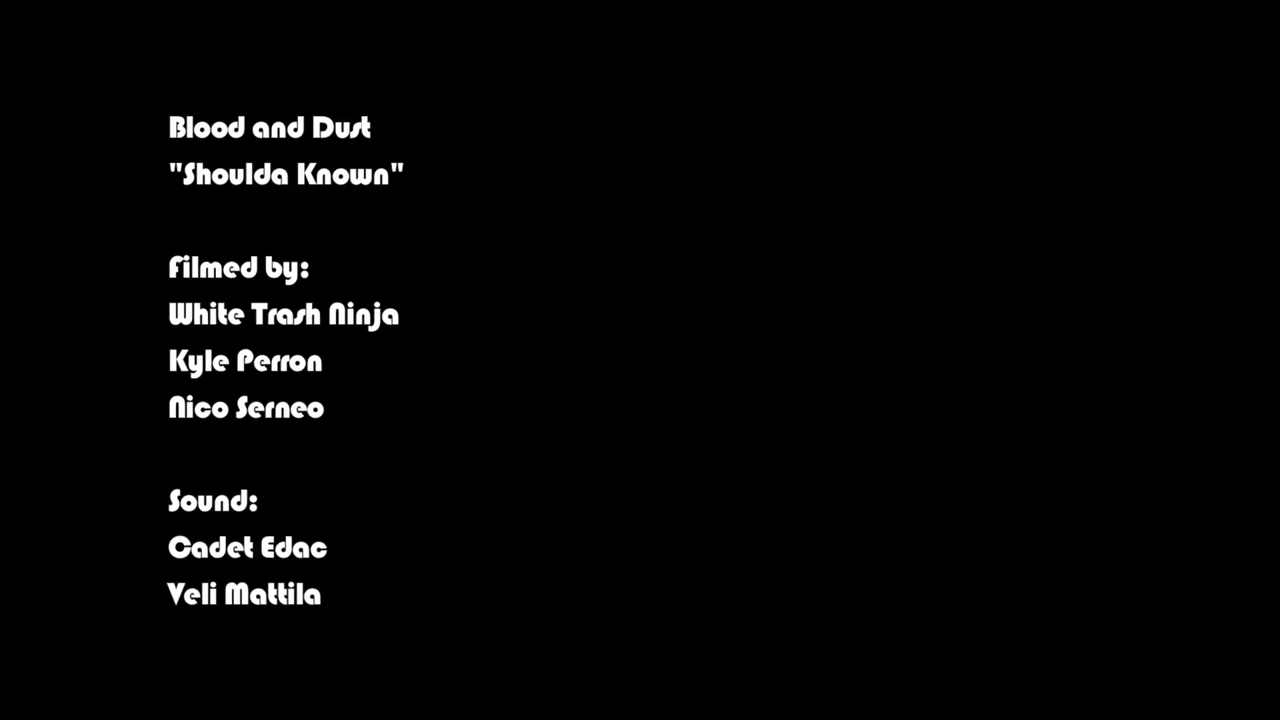 Blood and Dust
"Shoulda Known"
Filmed by:
White Trash Ninja
Kyle Perron
Nico Serneo
Sound:
Cadet Edac
Veli Mattila